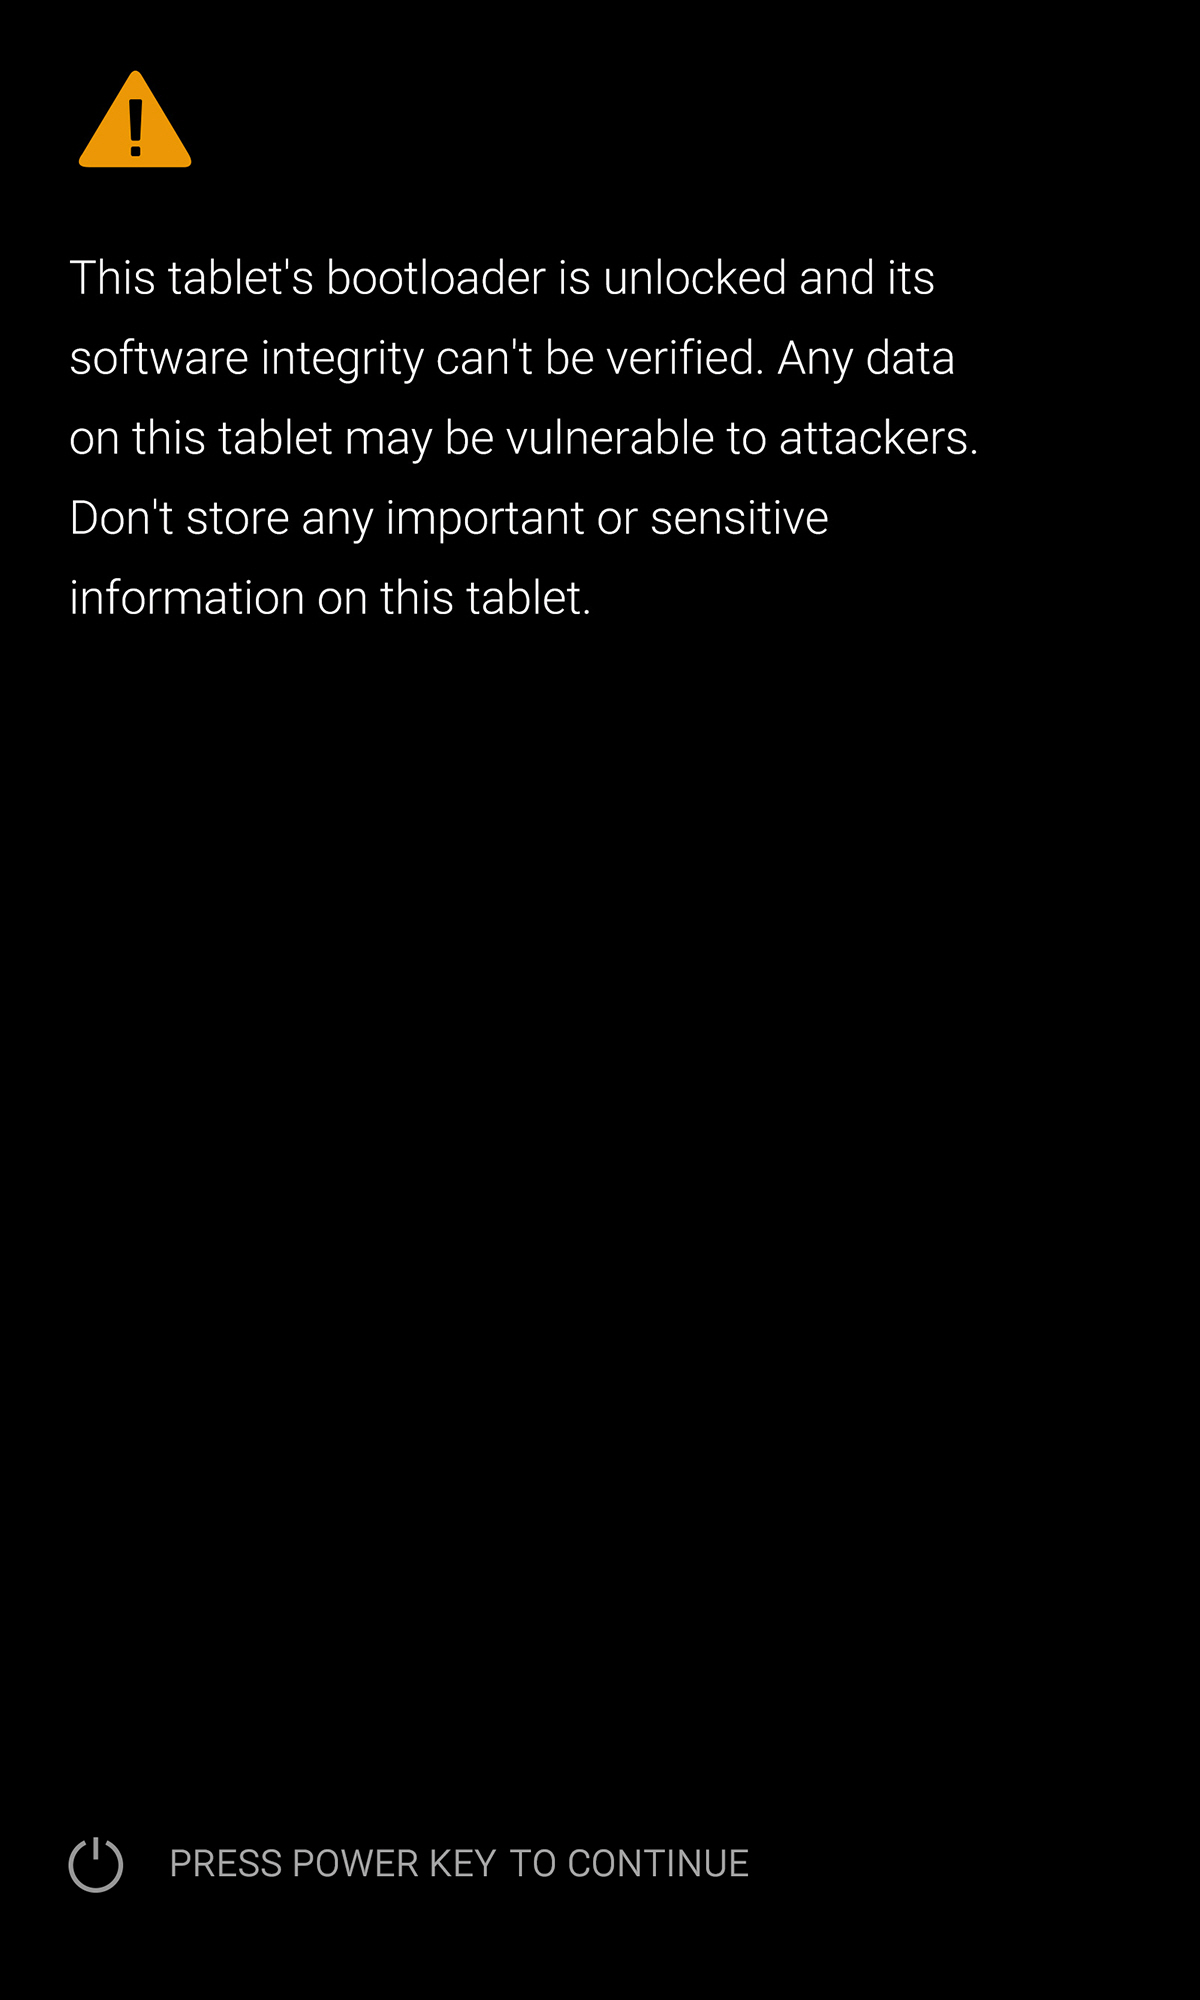 This tablet's bootloader is unlocked and its
software integrity can't be verified. Any data
on this tablet may be vulnerable to attackers.
Don't store any important or sensitive
information on this tablet.
PRESS POWER KEY TO CONTINUE